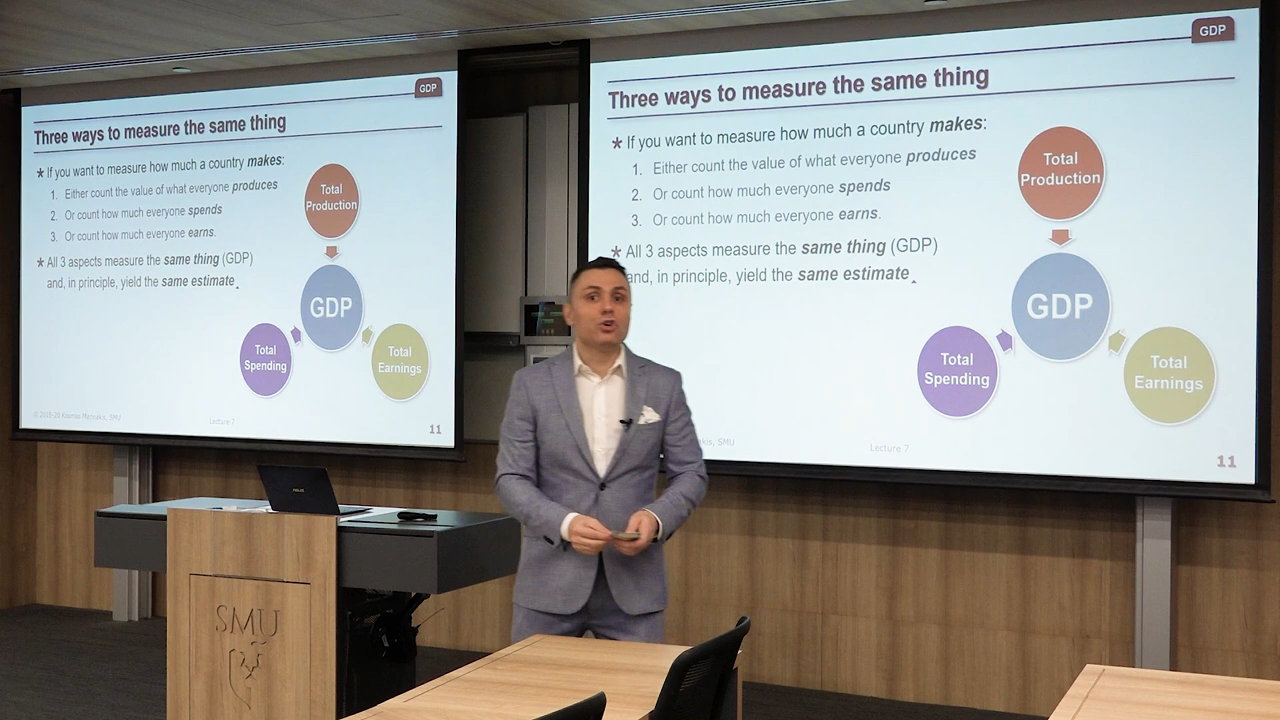 GDP
Three ways to measure the same thing
* If you want to measure how much a country makes:
1. Either count the value of what everyone produces
2. Or count how much everyone spends
3. Or count how much everyone earns.
* All 3 aspects measure the same thing (GDP)
and, in principle, yield the same estimate.
Total
Production
GDP
Total
Spending
Total
Earnings
Lecture 7
11
GDP
Three ways to measure the same thing
* If you want to measure how much a country makes:
1. Either count the value of what everyone produces
2. Or count how much everyone spends
3. Or count how much everyone earns.
* All 3 aspects measure the same thing (GDP)
and, in principle, yield the same estimate.
Total
Production
GDP
Total
Spending
Total
Earnings
SMU
Lecture 7
11
SMU